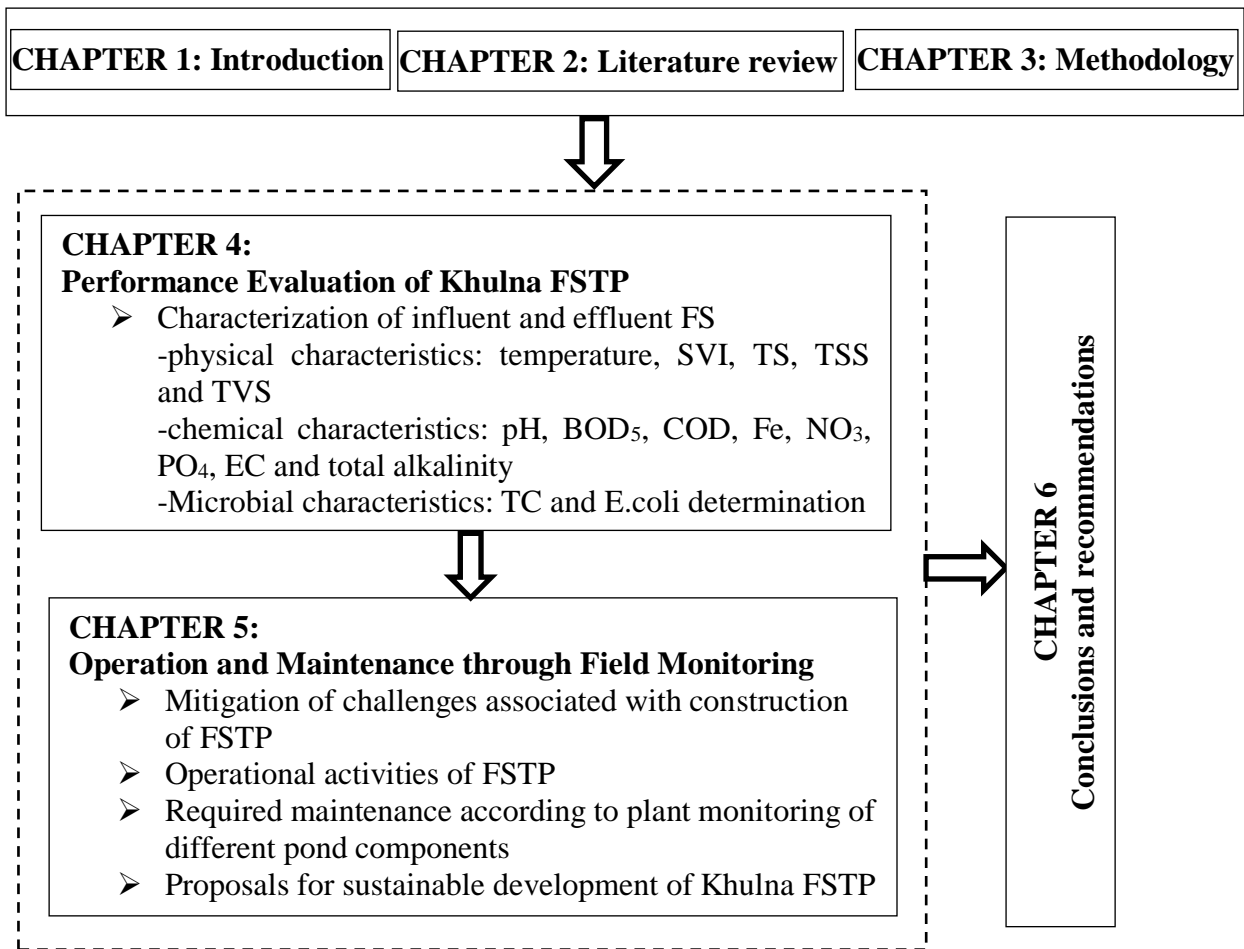 CHAPTER 1: Introduction
CHAPTER 2: Literature review
CHAPTER 3: Methodology
CHAPTER 4:
Performance Evaluation of Khulna FSTP
➢ Characterization of influent and effluent FS
-physical characteristics: temperature, SVI, TS, TSS
and TVS
-chemical characteristics: pH, BOD₅, COD, Fe, NO₃,
PO₄, EC and total alkalinity
-Microbial characteristics: TC and E.coli determination
CHAPTER 5:
Operation and Maintenance through Field Monitoring
➢ Mitigation of challenges associated with construction
of FSTP
➢ Operational activities of FSTP
➢ Required maintenance according to plant monitoring of
different pond components
➢ Proposals for sustainable development of Khulna FSTP
CHAPTER 6
Conclusions and recommendations